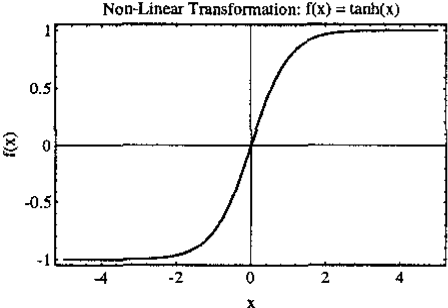 Non-Linear Transformation: f(x) = tanh(x)
1
0.5
0
-0.5
-1
f(x)
-4 -2 0 2 4
x